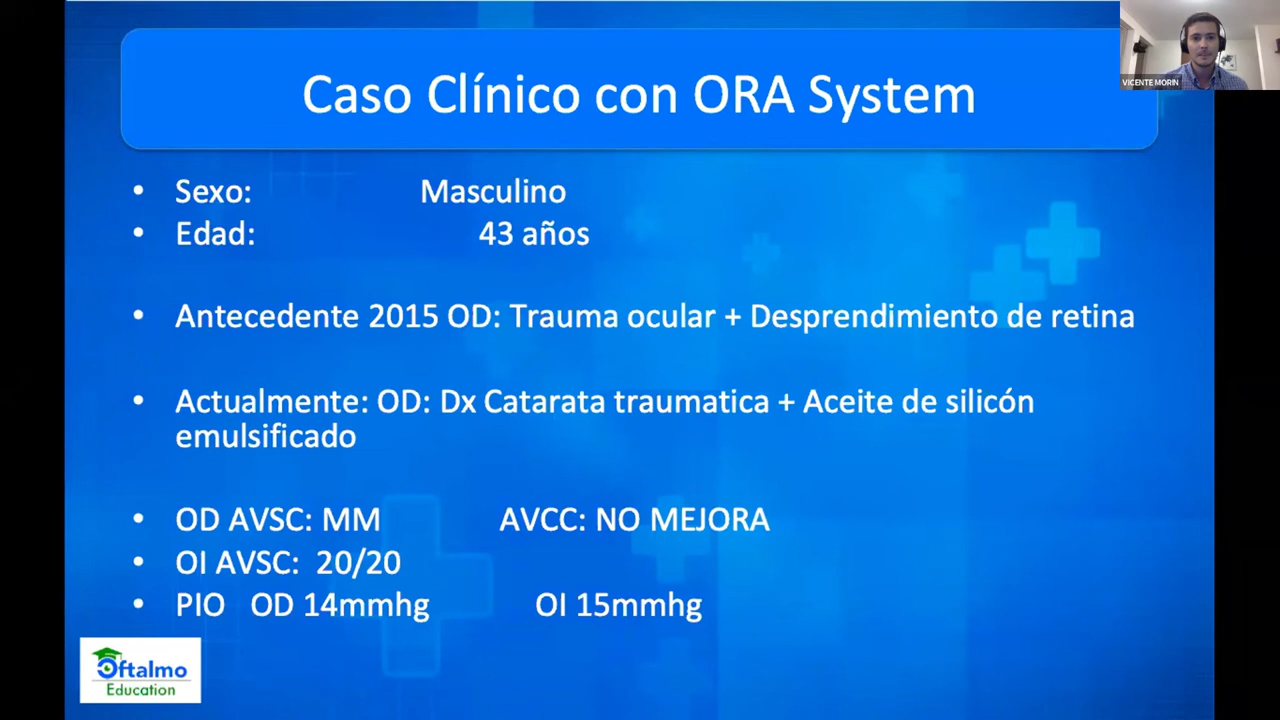 Caso Clínico con ORA System
VICENTE MORIN
• Sexo: Masculino
• Edad: 43 años
• Antecedente 2015 OD: Trauma ocular + Desprendimiento de retina
• Actualmente: OD: Dx Catarata traumatica + Aceite de silicón
emulsificado
• OD AVSC: MM AVCC: NO MEJORA
• OI AVSC: 20/20
• PIO OD 14mmhg OI 15mmhg
Oftalmo
Education